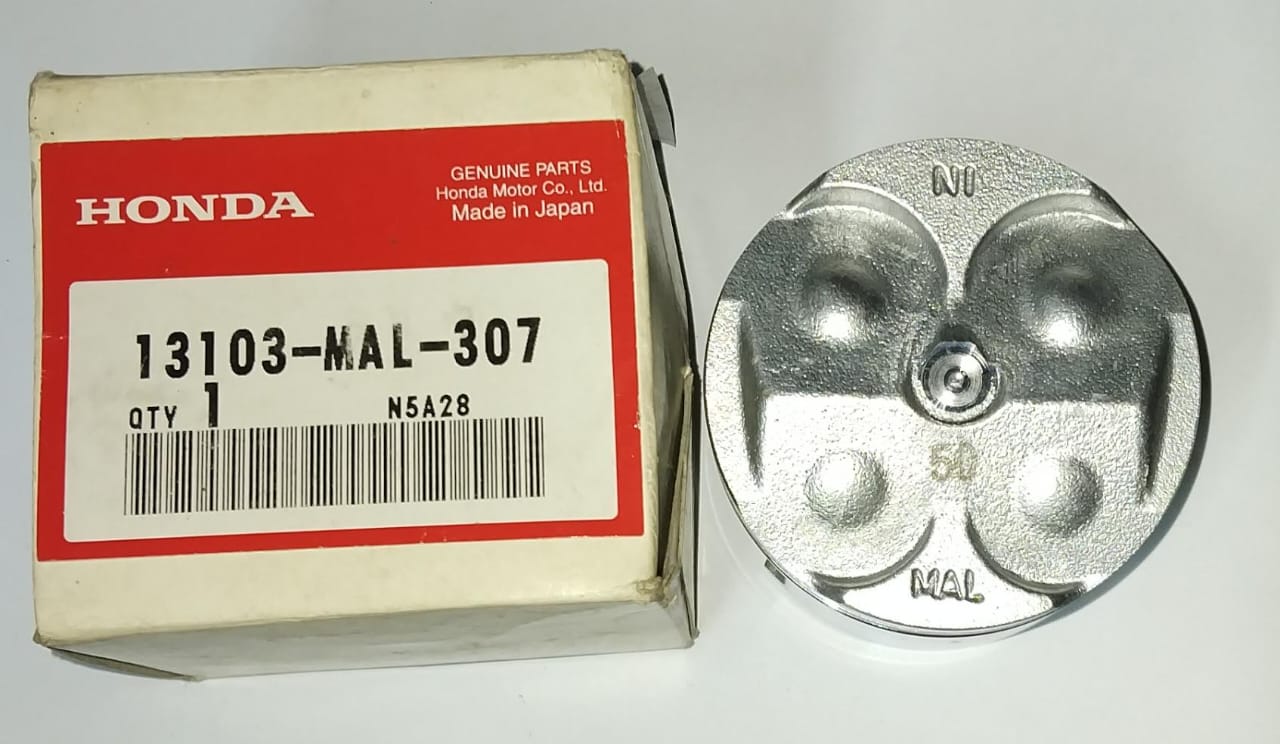 HONDA
GENUINE PARTS
Honda Motor Co., Ltd.
Made in Japan
13103-MAL-307
QTY 1
N5A28
NI
50
MAL